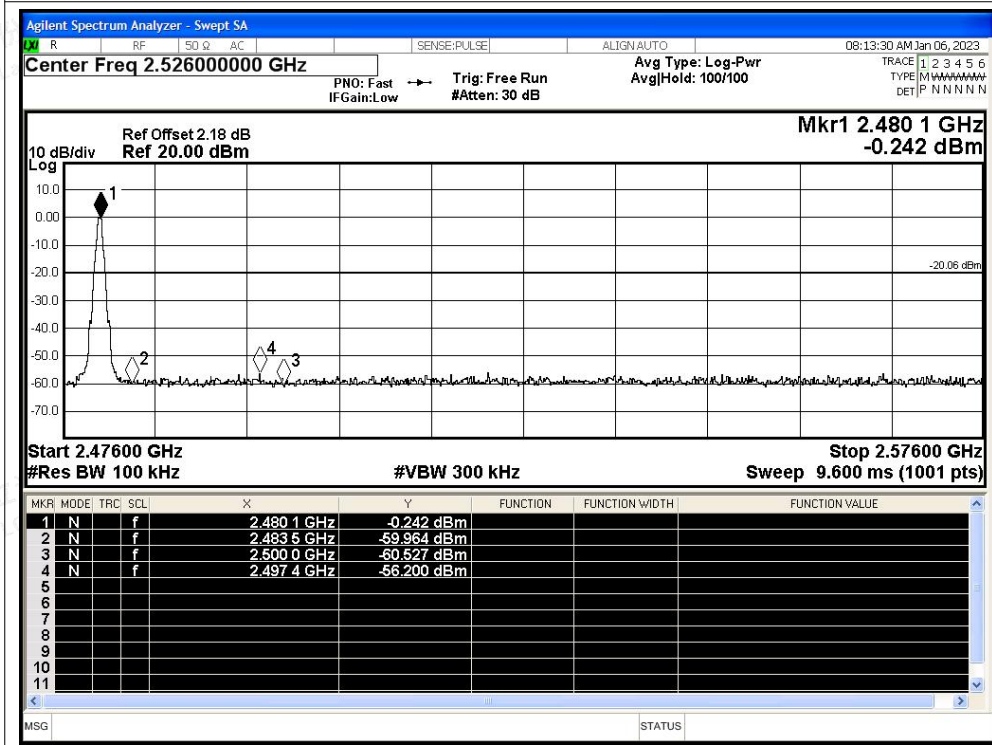 Agilent Spectrum Analyzer - Swept SA
LXI R RF 50 Ω AC SENSE:PULSE ALIGN AUTO 08:13:30 AM Jan 06, 2023
Center Freq 2.526000000 GHz
PNO: Fast
IFGain:Low
Trig: Free Run
#Atten: 30 dB
Avg Type: Log-Pwr
Avg|Hold: 100/100
TRACE 1 2 3 4 5 6
TYPE M
DET P N N N N N
Mkr1 2.480 1 GHz
-0.242 dBm
Ref Offset 2.18 dB
10 dB/div Ref 20.00 dBm
Log
10.0
0.00
-10.0
-20.0
-30.0
-40.0
-50.0
-60.0
-70.0
1
-20.06 dBm
2
4
3
Start 2.47600 GHz Stop 2.57600 GHz
#Res BW 100 kHz #VBW 300 kHz Sweep 9.600 ms (1001 pts)
MKR MODE TRC SCL X Y FUNCTION FUNCTION WIDTH FUNCTION VALUE
1 N f 2.480 1 GHz -0.242 dBm
2 N f 2.483 5 GHz -59.964 dBm
3 N f 2.500 0 GHz -60.527 dBm
4 N f 2.497 4 GHz -56.200 dBm
5
6
7
8
9
10
11
MSG STATUS